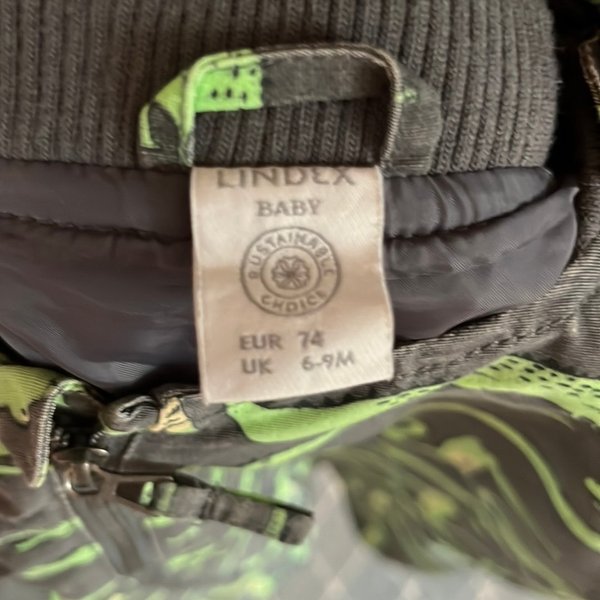 LINDEX
BABY
SUSTAINABLE
CHOICE
EUR 74
UK 6-9M